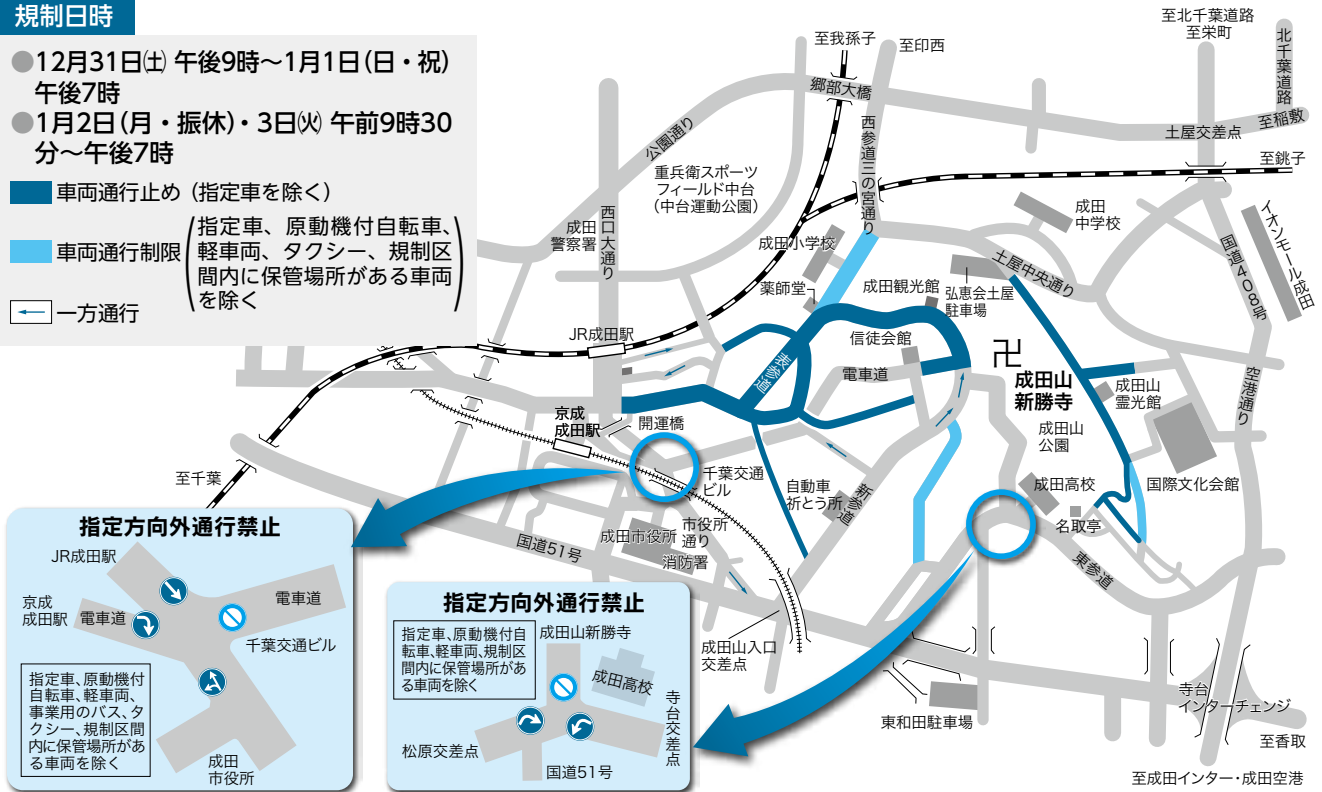 規制日時
●12月31日㈯ 午後9時～1月1日(日・祝)
午後7時
●1月2日(月・振休)・3日㈫ 午前9時30
分～午後7時
車両通行止め (指定車を除く)
車両通行制限
指定車、原動機付自転車、
軽車両、タクシー、規制区
間内に保管場所がある車両
を除く
一方通行
至我孫子
至印西
至北千葉道路
至栄町
北千葉道路
郷部大橋
公園通り
西参道三の宮通り
土屋交差点
至稲敷
至銚子
重兵衛スポーツ
フィールド中台
(中台運動公園)
西口大通り
成田
警察署
成田小学校
成田
中学校
イオンモール成田
国道408号
土屋中央通り
薬師堂
成田観光館
弘恵会土屋
駐車場
JR成田駅
信徒会館
表参道
電車道
卍
成田山
新勝寺
成田山
霊光館
空港通り
京成
成田駅
開運橋
成田山
公園
至千葉
千葉交通
ビル
自動車
祈とう所
新参道
成田高校
国際文化会館
名取亭
国道51号
成田市役所
市役所
通り
消防署
東参道
成田山入口
交差点
東和田駐車場
寺台
インターチェンジ
至香取
至成田インター・成田空港
指定方向外通行禁止
JR成田駅
京成
成田駅
電車道
電車道
千葉交通ビル
指定車、原動機付
自転車、軽車両、
事業用のバス、タ
クシー、規制区間
内に保管場所があ
る車両を除く
成田
市役所
指定方向外通行禁止
指定車、原動機付自
転車、軽車両、規制区
間内に保管場所があ
る車両を除く
成田山新勝寺
成田高校
寺台交差点
松原交差点
国道51号